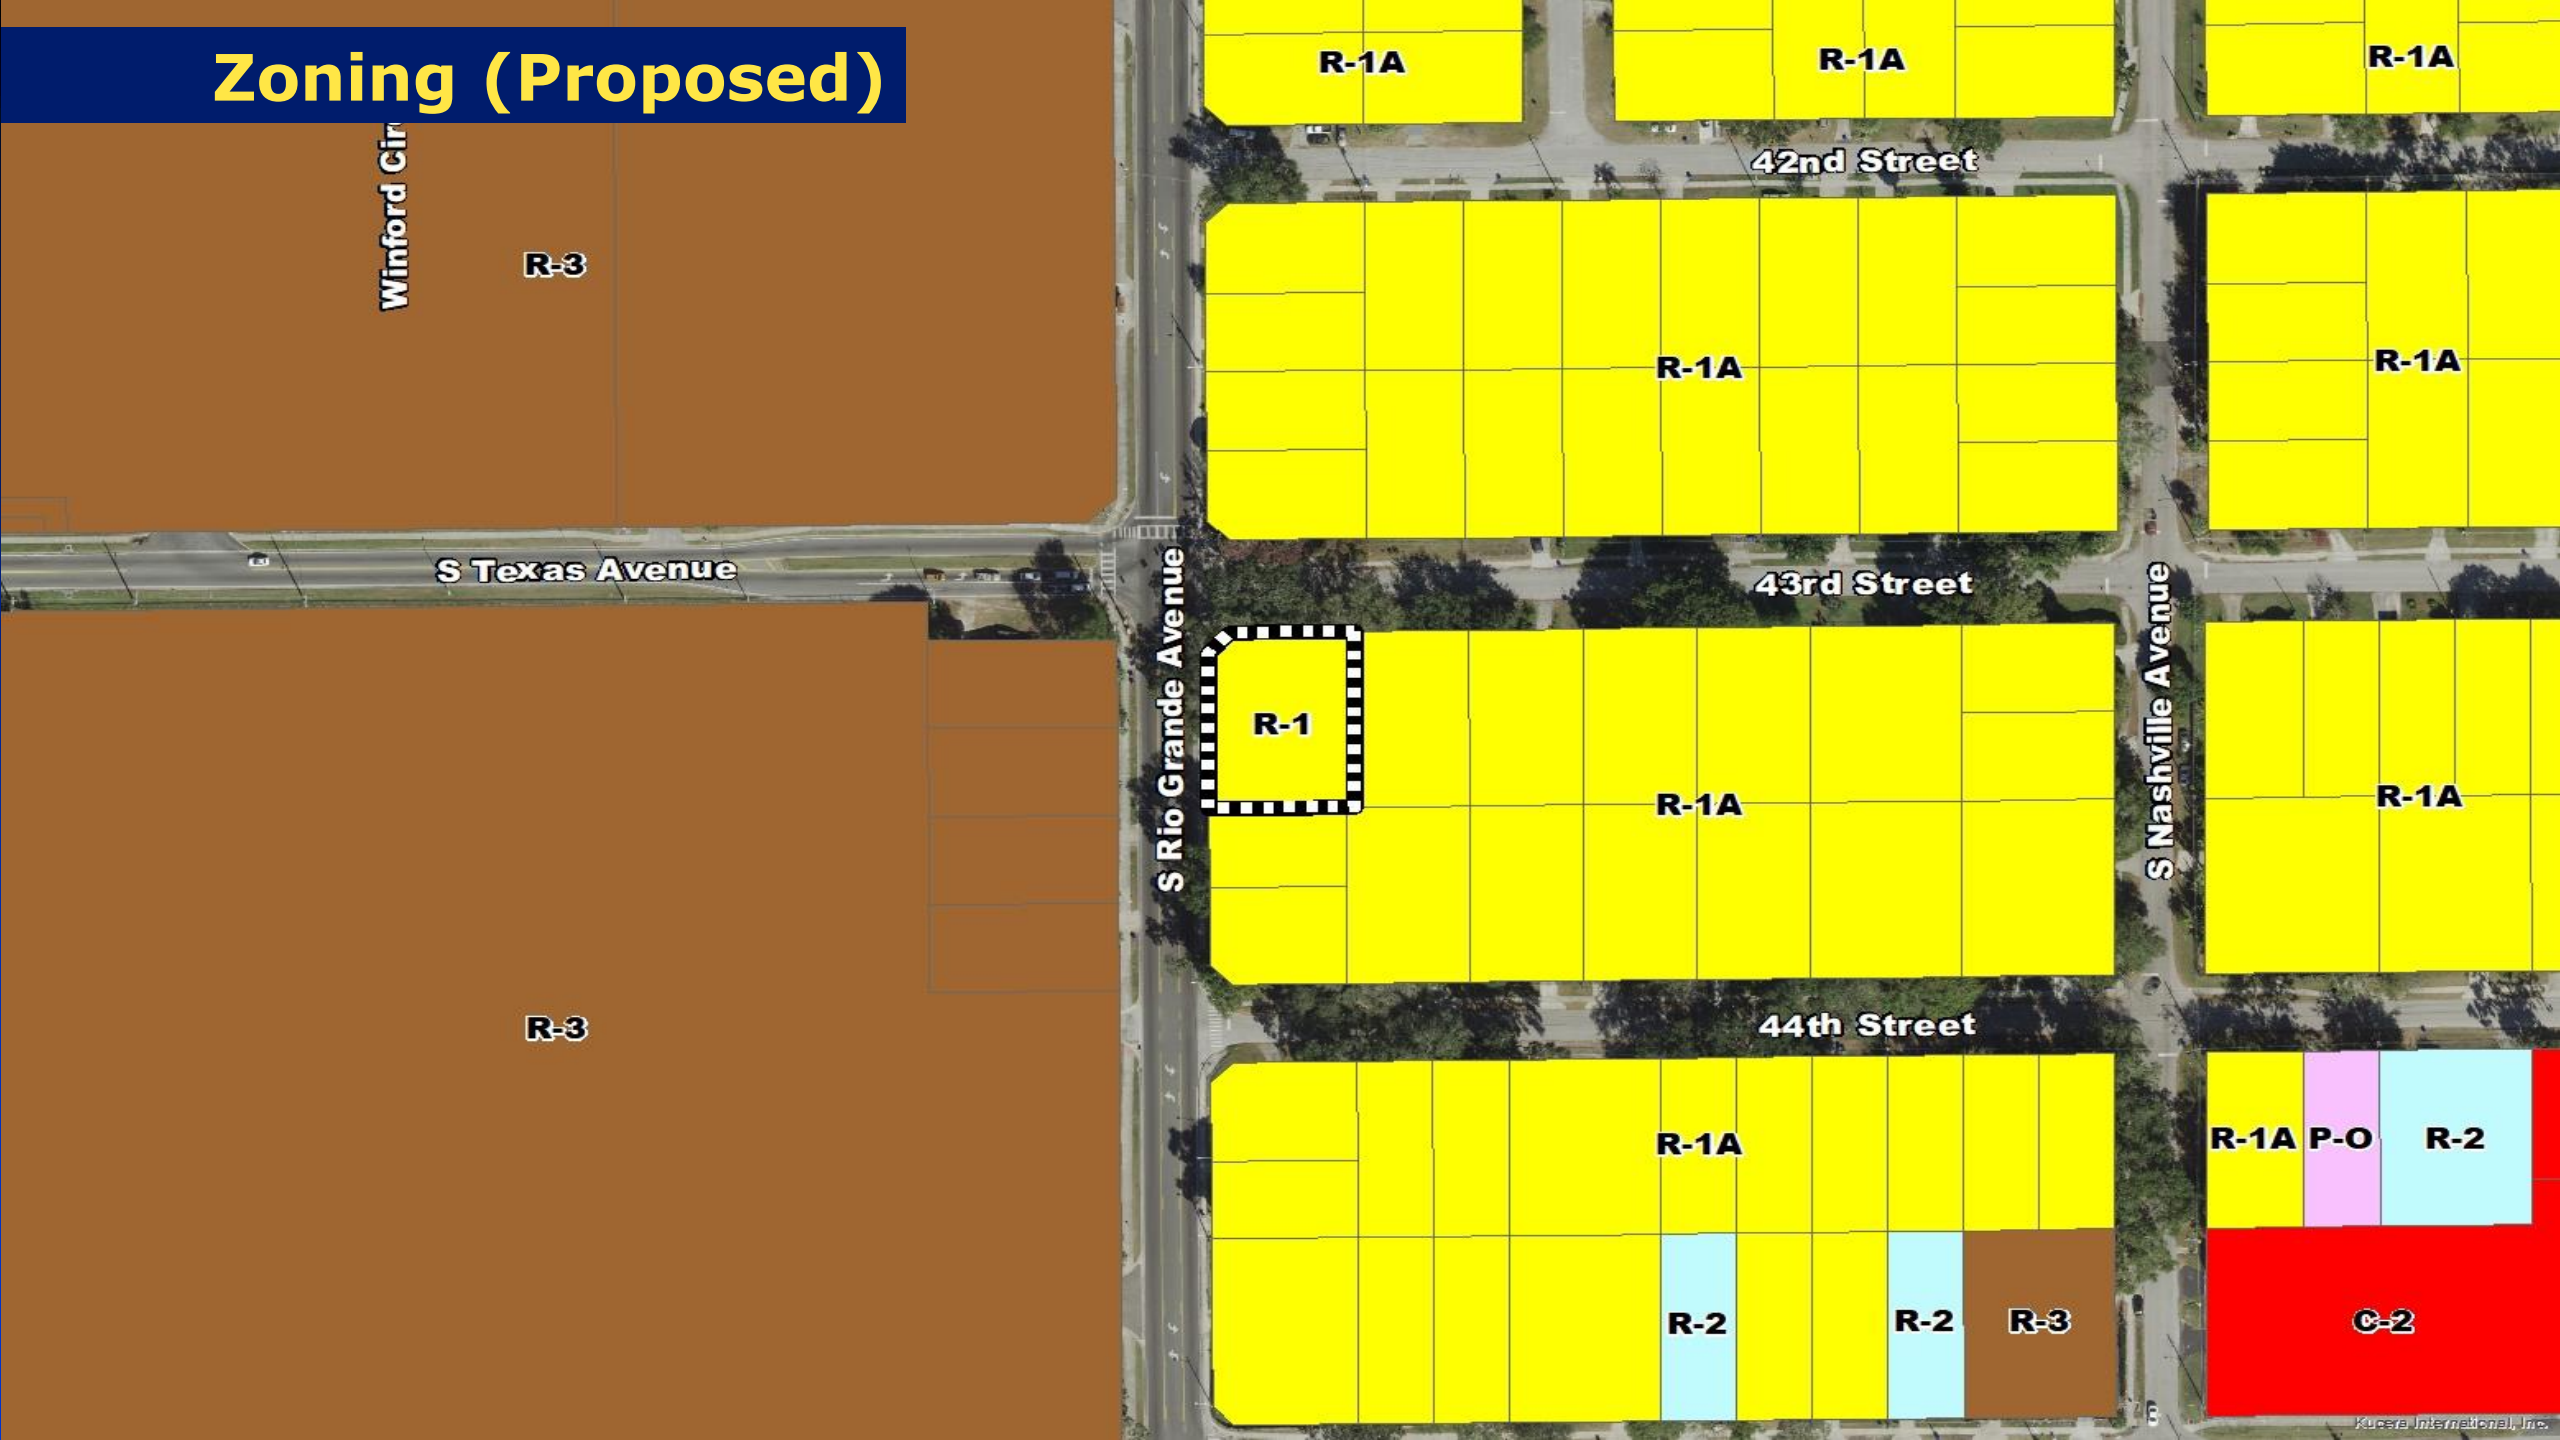 Zoning (Proposed)
R-1A
R-1A
R-1A
42nd Street
Winford Cir
R-3
R-1A
R-1A
S Texas Avenue
43rd Street
S Rio Grande Avenue
S Nashville Avenue
R-1
R-1A
R-1A
R-3
44th Street
R-1A
R-1A
P-O
R-2
R-2
R-2
R-3
C-2
Kucera International, Inc.